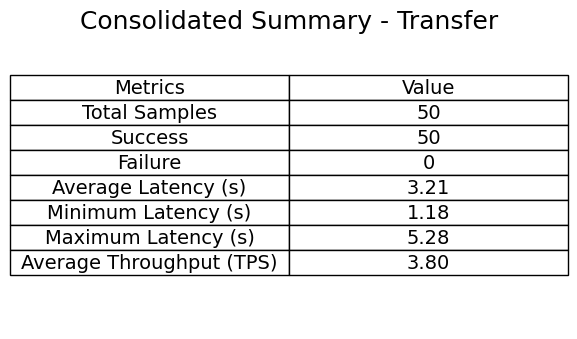 Consolidated Summary - Transfer
Metrics Value
Total Samples 50
Success 50
Failure 0
Average Latency (s) 3.21
Minimum Latency (s) 1.18
Maximum Latency (s) 5.28
Average Throughput (TPS) 3.80